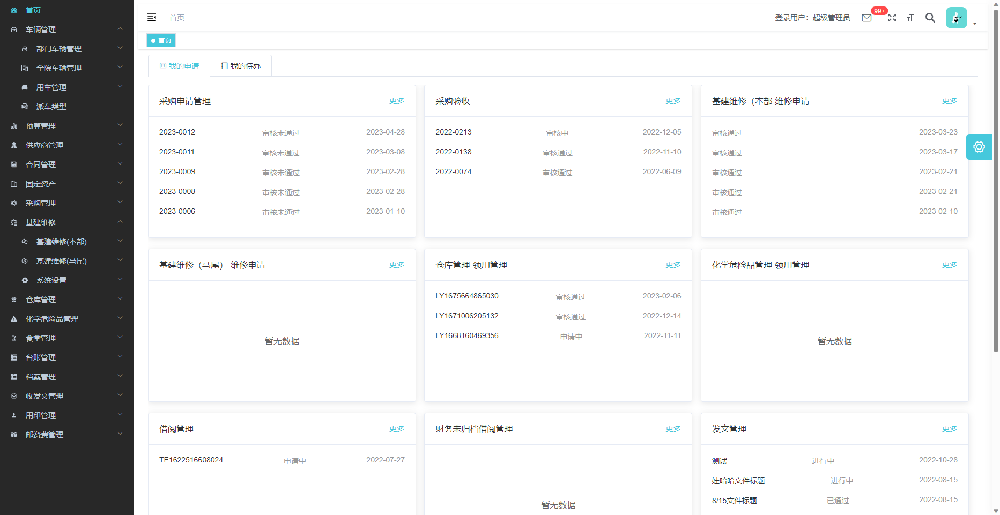 首页
车辆管理
部门车辆管理
全院车辆管理
用车管理
派车类型
预算管理
供应商管理
合同管理
固定资产
采购管理
基建维修
基建维修(本部)
基建维修(马尾)
系统设置
仓库管理
化学危险品管理
食堂管理
台账管理
档案管理
收发文管理
用印管理
邮资费管理
首页
登录用户：超级管理员
99+
首页
我的申请
我的待办
采购申请管理 更多
2023-0012 审核未通过 2023-04-28
2023-0011 审核未通过 2023-03-08
2023-0009 审核未通过 2023-02-28
2023-0008 审核未通过 2023-02-28
2023-0006 审核未通过 2023-01-10
采购验收 更多
2022-0213 审核中 2022-12-05
2022-0138 审核通过 2022-11-10
2022-0074 审核通过 2022-06-09
基建维修（本部-维修申请 更多
审核通过 2023-03-23
审核通过 2023-03-17
审核通过 2023-02-21
审核通过 2023-02-21
审核通过 2023-02-10
基建维修（马尾）-维修申请 更多
暂无数据
仓库管理-领用管理 更多
LY1675664865030 审核通过 2023-02-06
LY1671006205132 审核通过 2022-12-14
LY1668160469356 申请中 2022-11-11
化学危险品管理-领用管理 更多
暂无数据
借阅管理 更多
TE1622516608024 申请中 2022-07-27
财务未归档借阅管理 更多
暂无数据
发文管理 更多
测试 进行中 2022-10-28
娃哈哈文件标题 进行中 2022-08-15
8/15文件标题 已通过 2022-08-15